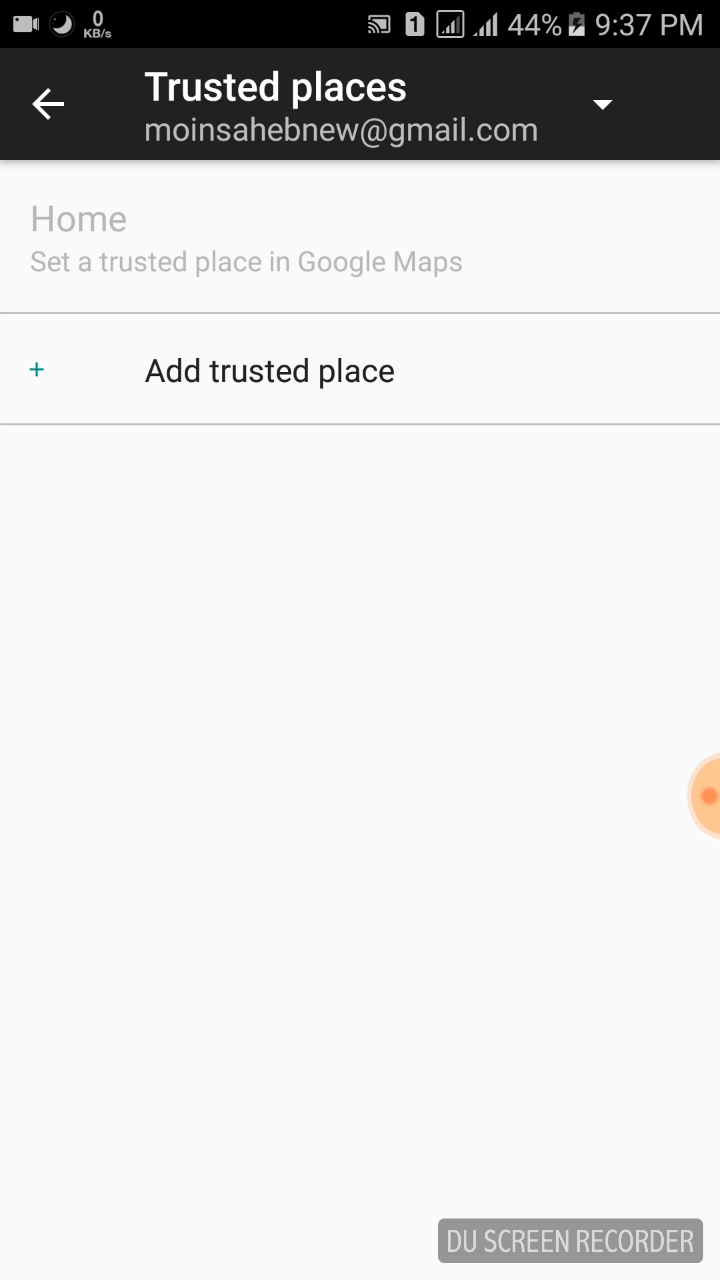 0
KB/s
1
44%
9:37 PM
Trusted places
moinsahebnew@gmail.com
Home
Set a trusted place in Google Maps
+ Add trusted place
DU SCREEN RECORDER